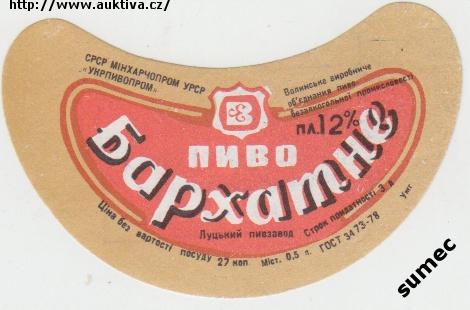 http://www.auktiva.cz/
СРСР МІНХАРЧОПРОМ УРСР
„УКРПИВОПРОМ"
Волинське виробниче
об'єднання пиво-
безалкогольної промисловості
пл.12%
ПИВО
Бархатне
Ціна без вартості посуду 27 коп. Міст. 0,5 л. ГОСТ 3473-78
Луцький пивзавод Строк придатності 3 д.
sumec